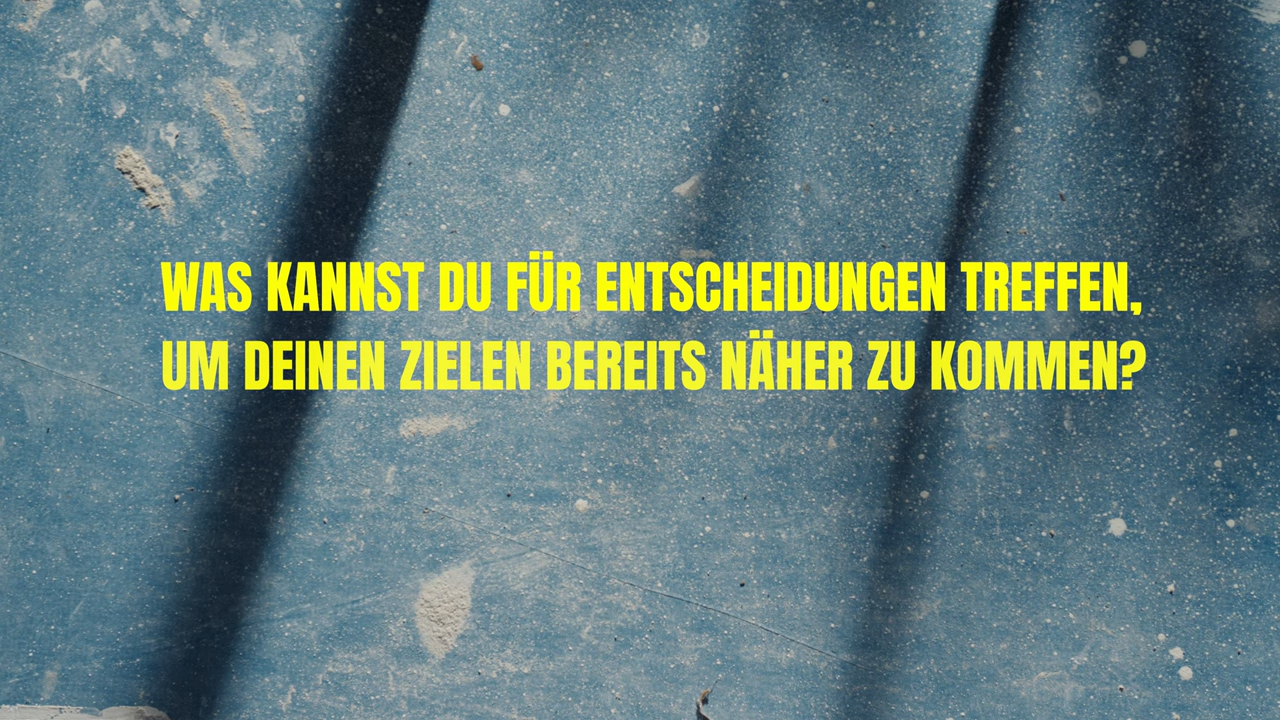 WAS KANNST DU FÜR ENTSCHEIDUNGEN TREFFEN,
UM DEINEN ZIELEN BEREITS NÄHER ZU KOMMEN?